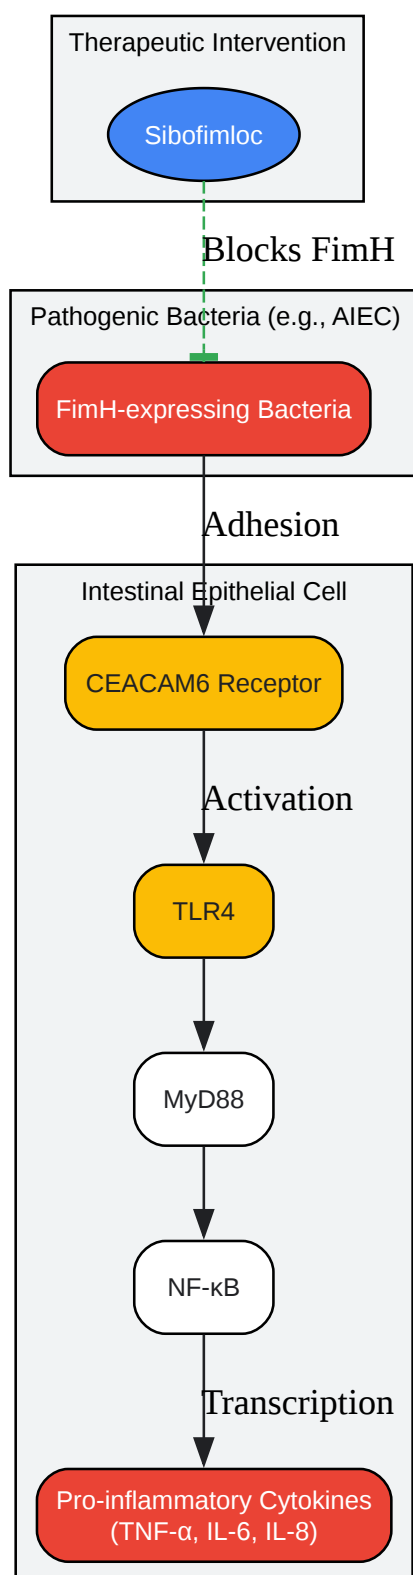 Therapeutic Intervention
Sibofimloc
Blocks FimH
Pathogenic Bacteria (e.g., AIEC)
FimH-expressing Bacteria
Adhesion
Intestinal Epithelial Cell
CEACAM6 Receptor
Activation
TLR4
MyD88
NF-κB
Transcription
Pro-inflammatory Cytokines
(TNF-α, IL-6, IL-8)